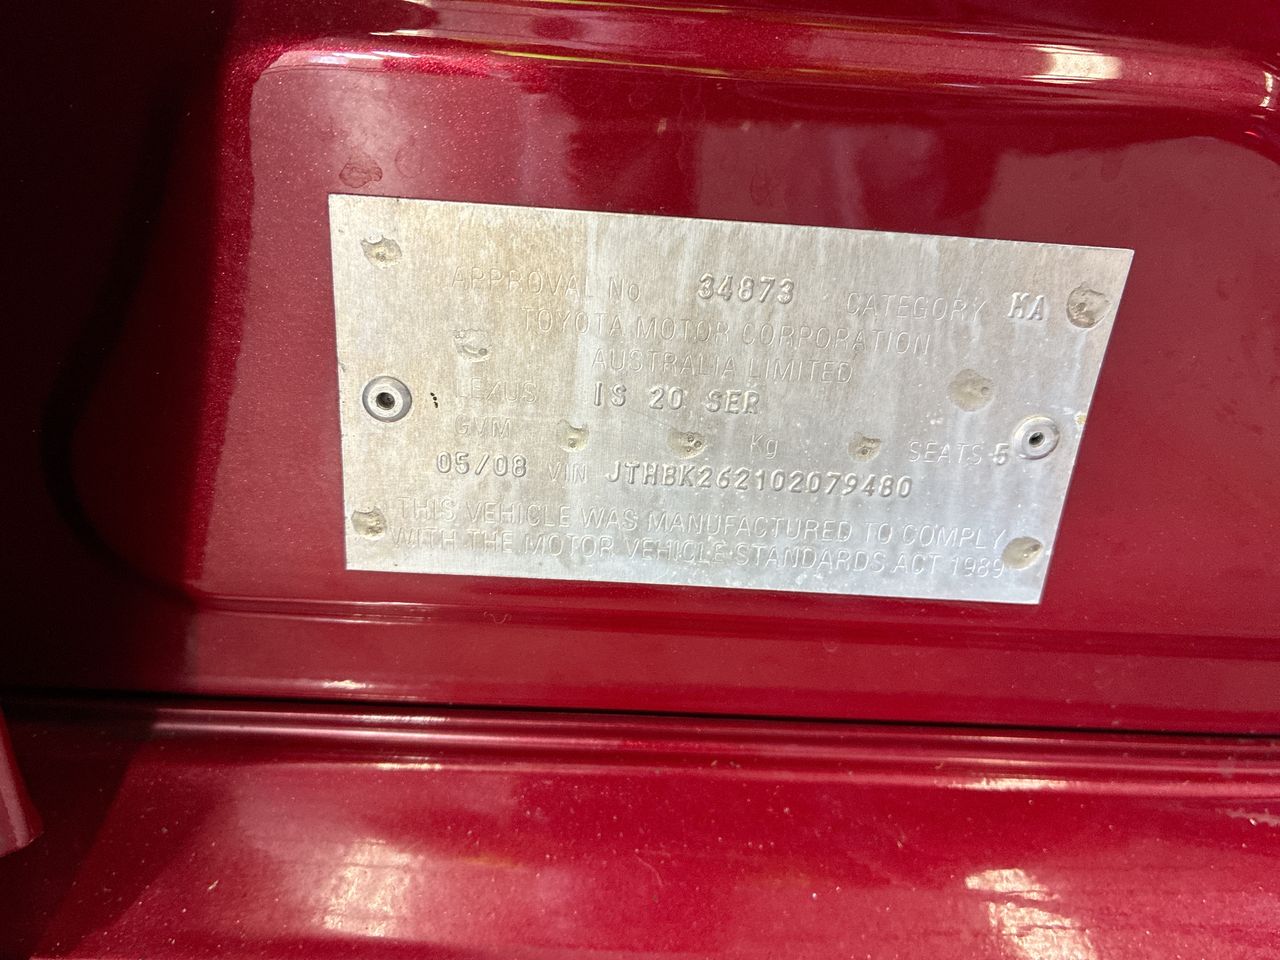 APPROVAL No 34873 CATEGORY MA
TOYOTA MOTOR CORPORATION
AUSTRALIA LIMITED
LEXUS IS 20 SER
GVM Kg SEATS 5
05/08 VIN JTHBK262102079480
THIS VEHICLE WAS MANUFACTURED TO COMPLY
WITH THE MOTOR VEHICLE STANDARDS ACT 1989